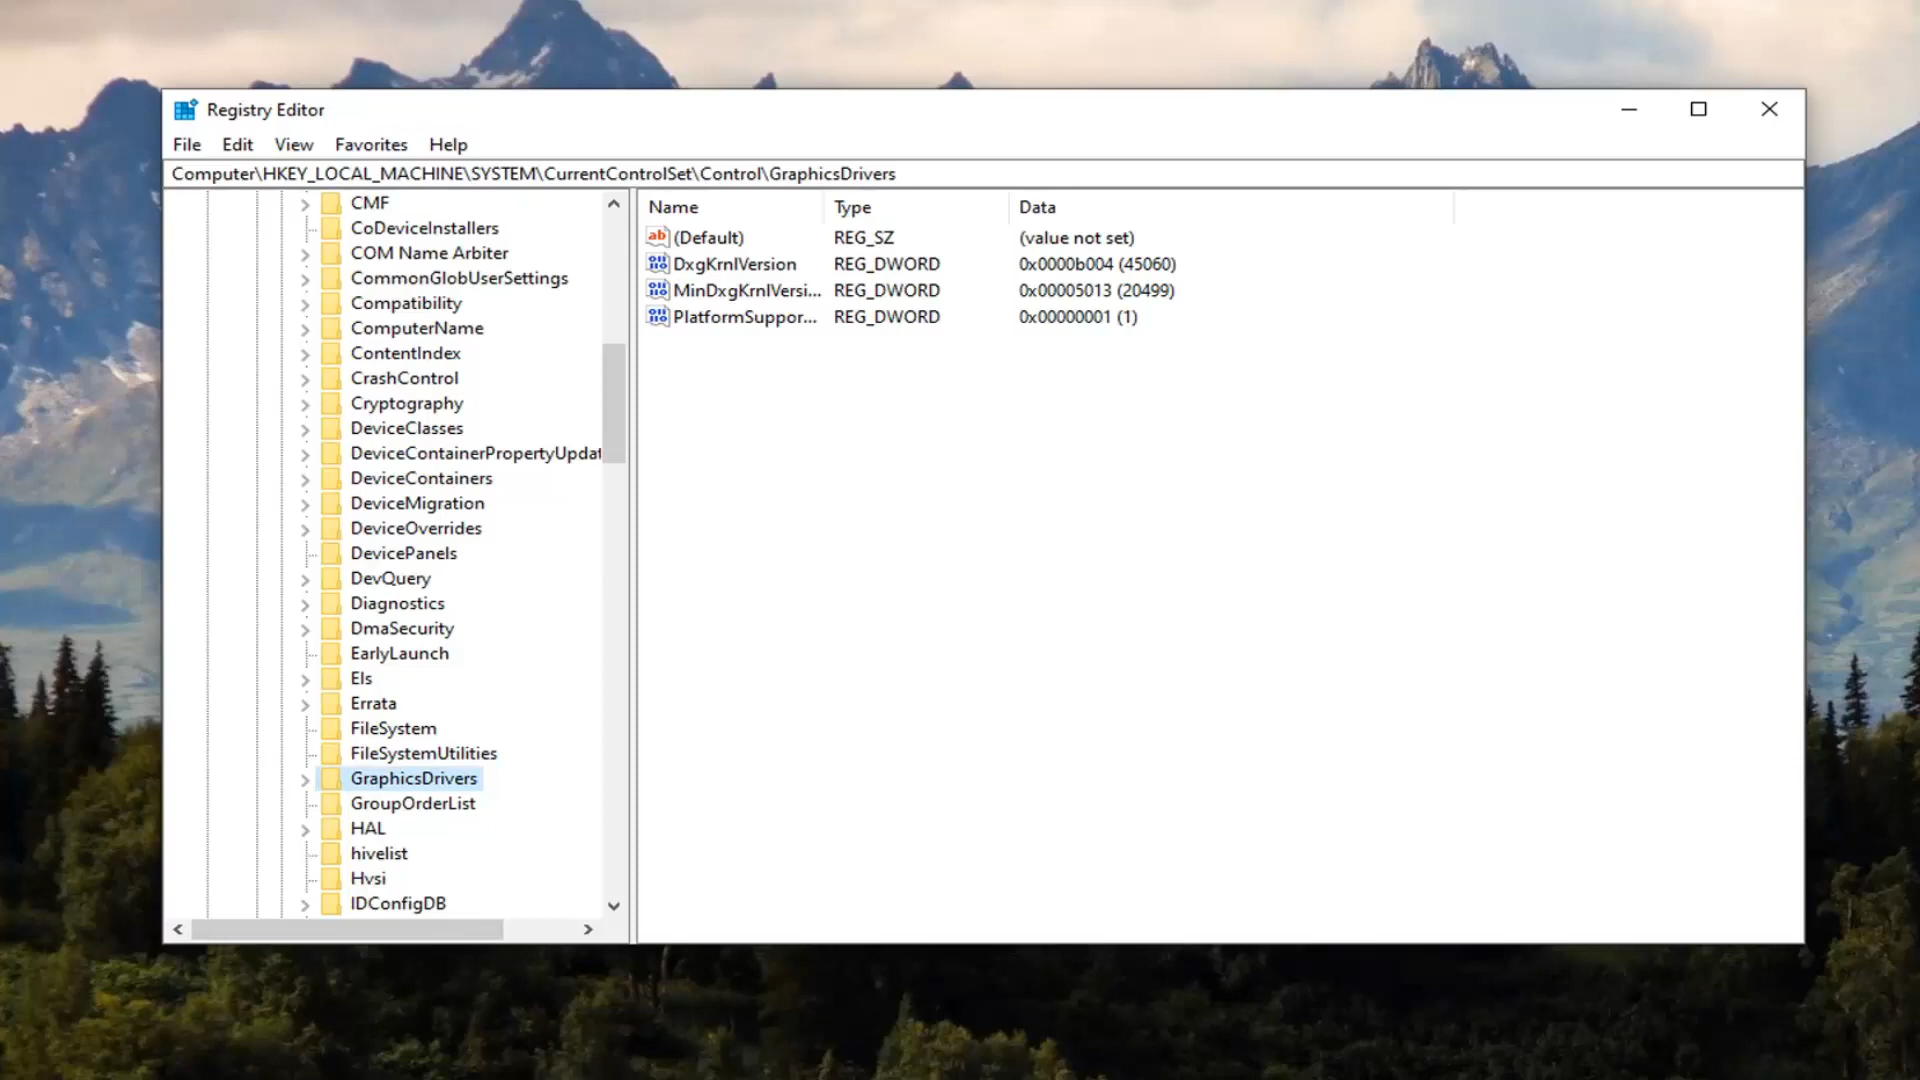 Registry Editor
File Edit View Favorites Help
Computer\HKEY_LOCAL_MACHINE\SYSTEM\CurrentControlSet\Control\GraphicsDrivers
CMF
CoDeviceInstallers
COM Name Arbiter
CommonGlobUserSettings
Compatibility
ComputerName
ContentIndex
CrashControl
Cryptography
DeviceClasses
DeviceContainerPropertyUpdat
DeviceContainers
DeviceMigration
DeviceOverrides
DevicePanels
DevQuery
Diagnostics
DmaSecurity
EarlyLaunch
Els
Errata
FileSystem
FileSystemUtilities
GraphicsDrivers
GroupOrderList
HAL
hivelist
Hvsi
IDConfigDB
Name Type Data
(Default) REG_SZ (value not set)
DxgKrnlVersion REG_DWORD 0x0000b004 (45060)
MinDxgKrnlVersi... REG_DWORD 0x00005013 (20499)
PlatformSuppor... REG_DWORD 0x00000001 (1)